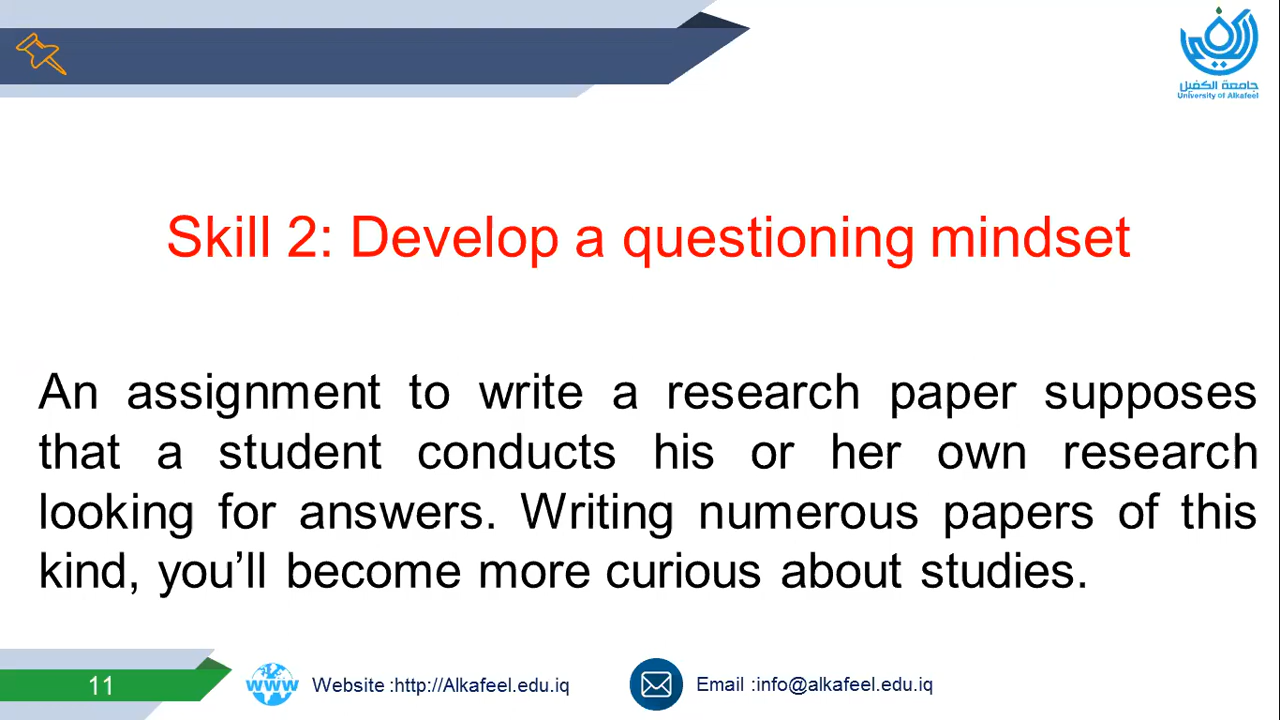 جامعة الكفيل
University of Alkafeel
Skill 2: Develop a questioning mindset
An assignment to write a research paper supposes
that a student conducts his or her own research
looking for answers. Writing numerous papers of this
kind, you’ll become more curious about studies.
11
WWW
Website :http://Alkafeel.edu.iq
Email :info@alkafeel.edu.iq